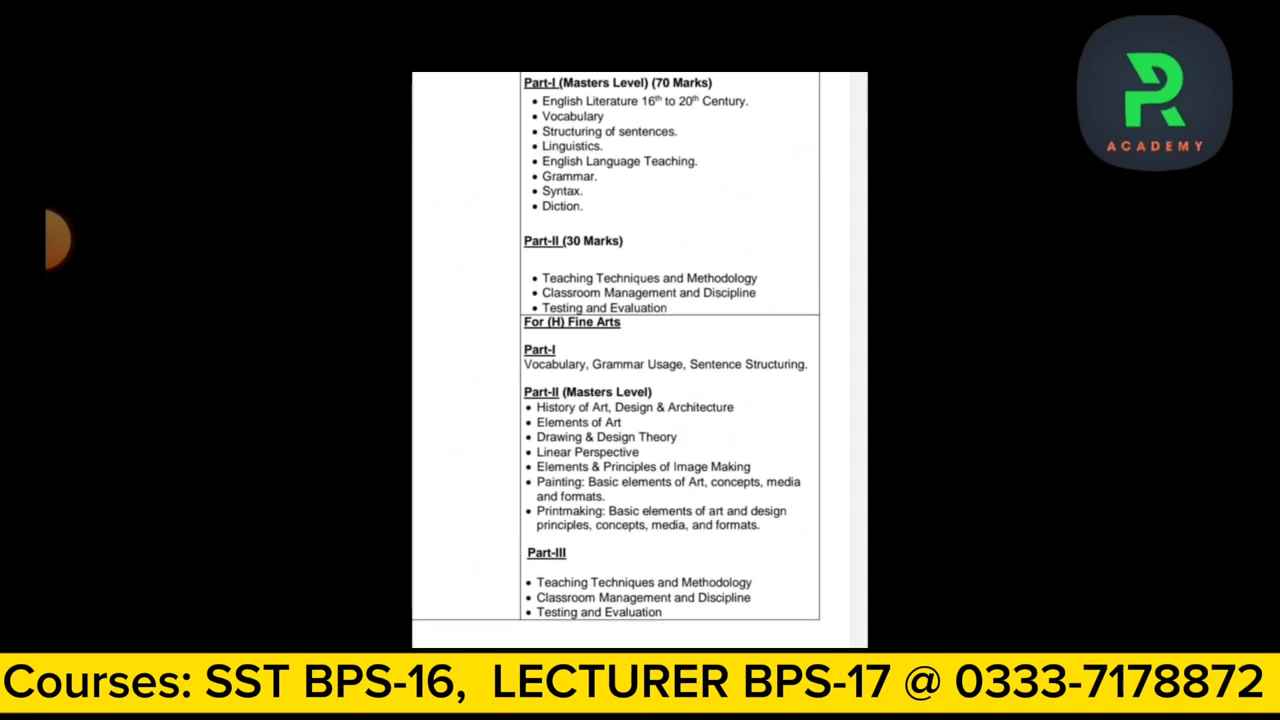 Part-I (Masters Level) (70 Marks)
• English Literature 16th to 20th Century.
• Vocabulary
• Structuring of sentences.
• Linguistics.
• English Language Teaching.
• Grammar.
• Syntax.
• Diction.
Part-II (30 Marks)
• Teaching Techniques and Methodology
• Classroom Management and Discipline
• Testing and Evaluation
For (H) Fine Arts
Part-I
Vocabulary, Grammar Usage, Sentence Structuring.
Part-II (Masters Level)
• History of Art, Design & Architecture
• Elements of Art
• Drawing & Design Theory
• Linear Perspective
• Elements & Principles of Image Making
• Painting: Basic elements of Art, concepts, media
and formats.
• Printmaking: Basic elements of art and design
principles, concepts, media, and formats.
Part-III
• Teaching Techniques and Methodology
• Classroom Management and Discipline
• Testing and Evaluation
R
ACADEMY
Courses: SST BPS-16, LECTURER BPS-17 @ 0333-7178872